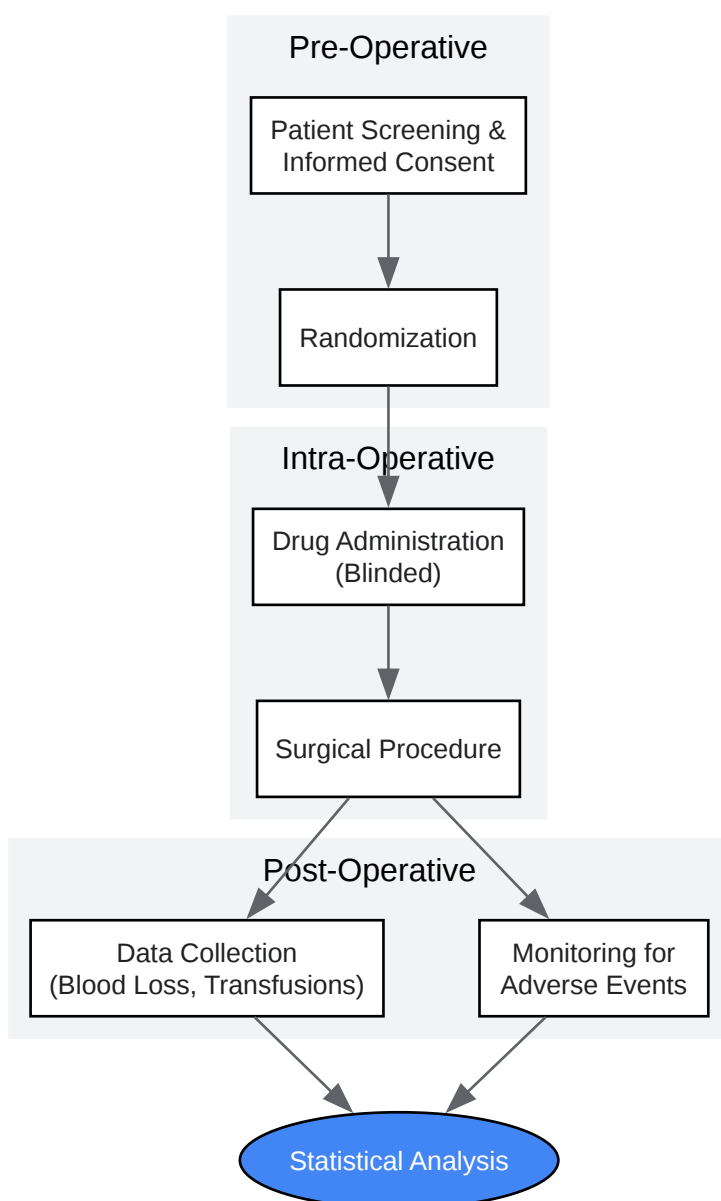 Pre-Operative
Patient Screening &
Informed Consent
Randomization
Intra-Operative
Drug Administration
(Blinded)
Surgical Procedure
Post-Operative
Data Collection
(Blood Loss, Transfusions)
Monitoring for
Adverse Events
Statistical Analysis